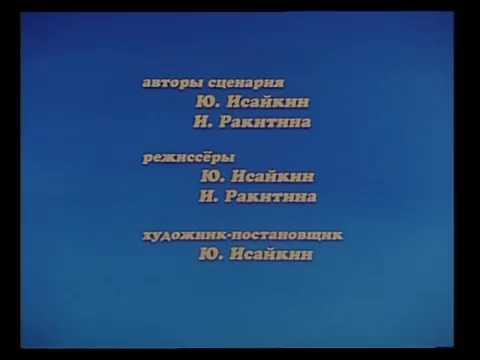 авторы сценария
Ю. Исайкин
И. Ракитина
режиссёры
Ю. Исайкин
И. Ракитина
художник-постановщик
Ю. Исайкин